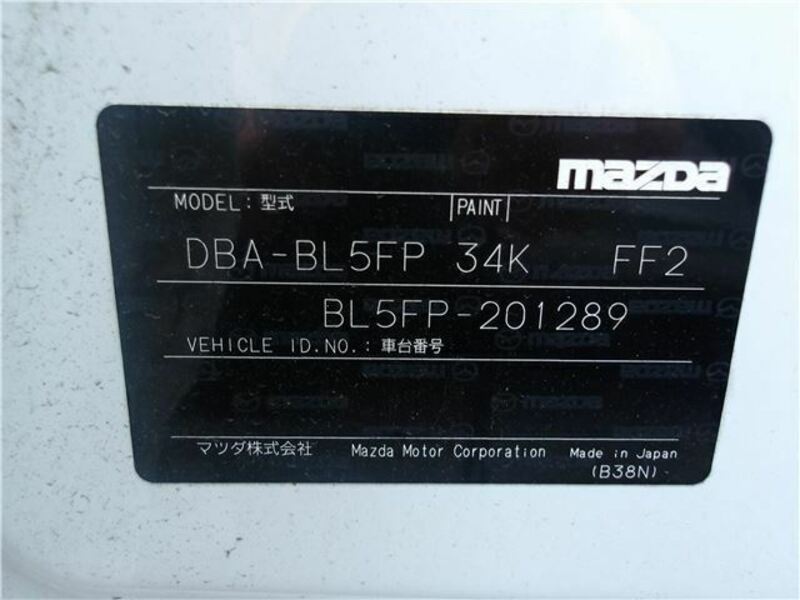 mazda
MODEL: 型式 PAINT
DBA-BL5FP 34K FF2
BL5FP-201289
VEHICLE ID.NO.: 車台番号
マツダ株式会社 Mazda Motor Corporation Made in Japan
(B38N)